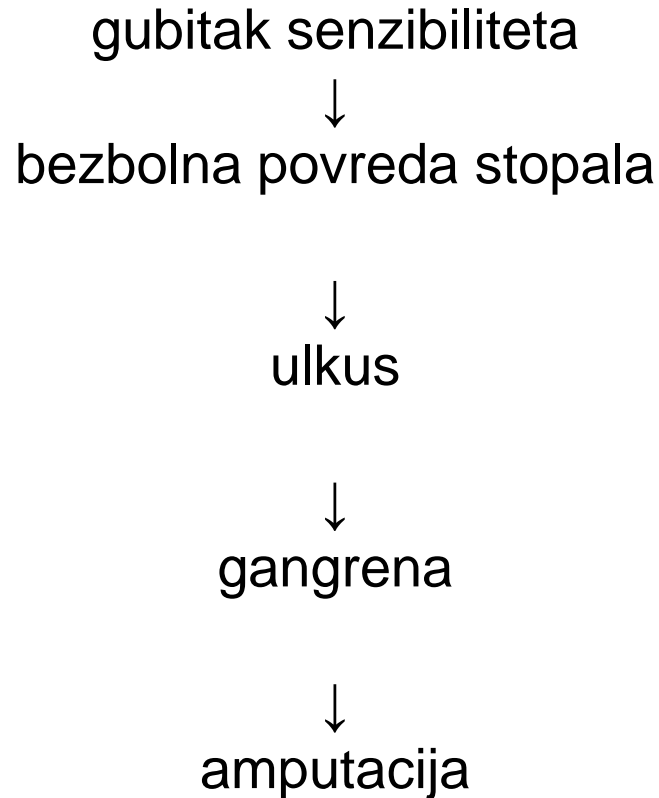 gubitak senzibiliteta
↓
bezbolna povreda stopala
↓
ulkus
↓
gangrena
↓
amputacija